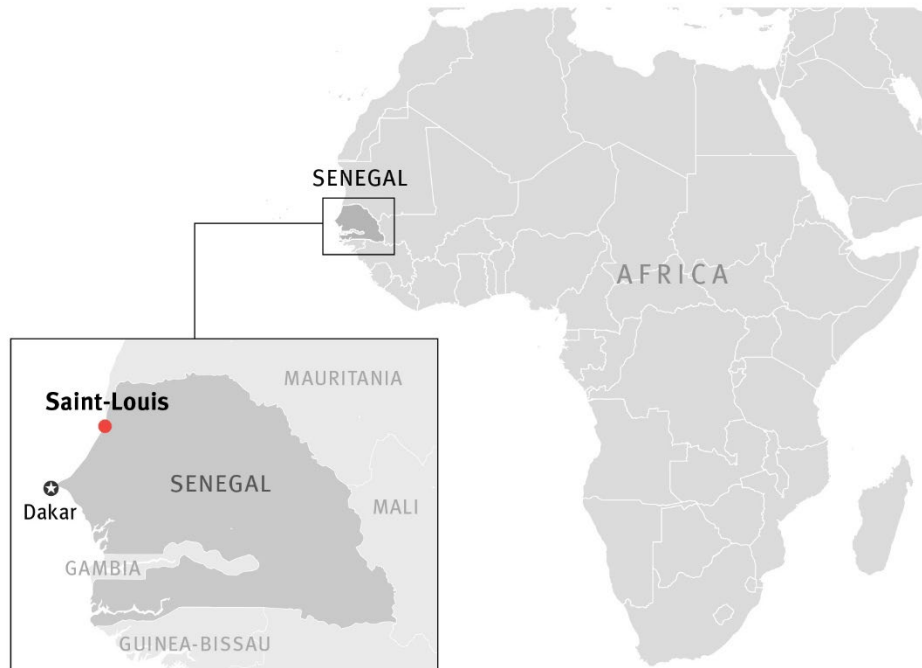 SENEGAL
AFRICA
MAURITANIA
Saint-Louis
SENEGAL
MALI
Dakar
GAMBIA
GUINEA-BISSAU